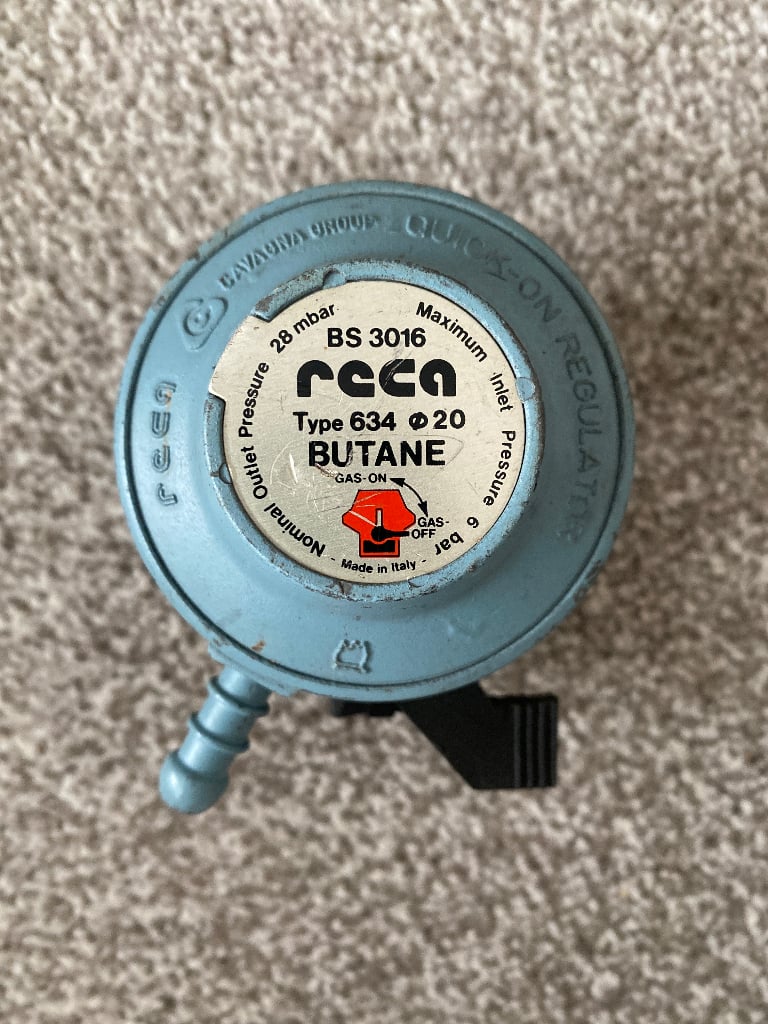 CAVAGNA GROUP
QUICK-ON REGULATOR
reca
Nominal Outlet Pressure 28 mbar
Maximum Inlet Pressure 6 bar
BS 3016
reca
Type 634 ⌀ 20
BUTANE
GAS-ON
GAS-
OFF
- Made in Italy -